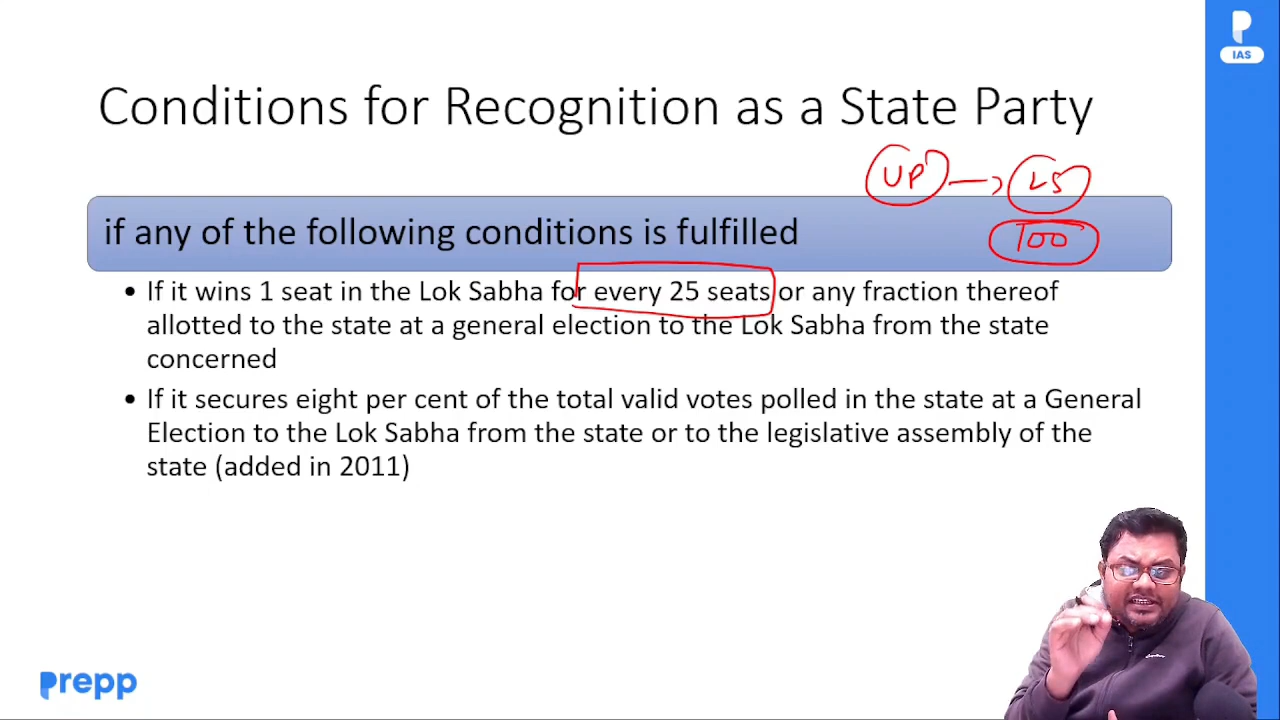 IAS
Conditions for Recognition as a State Party
UP → LS
100
if any of the following conditions is fulfilled
• If it wins 1 seat in the Lok Sabha for every 25 seats or any fraction thereof
allotted to the state at a general election to the Lok Sabha from the state
concerned
• If it secures eight per cent of the total valid votes polled in the state at a General
Election to the Lok Sabha from the state or to the legislative assembly of the
state (added in 2011)
prepp